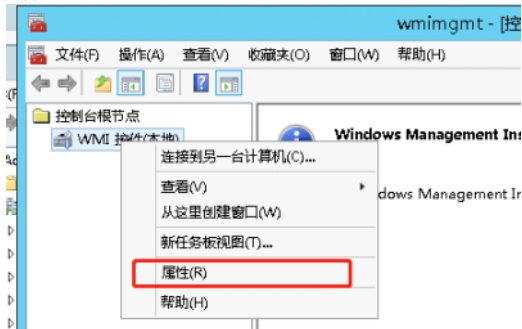 wmimgmt - [控
文件(F) 操作(A) 查看(V) 收藏夹(O) 窗口(W) 帮助(H)
控制台根节点
WMI 控件(本地)
Windows Management Ins
连接到另一台计算机(C)...
查看(V)
dows Management In
从这里创建窗口(W)
新任务板视图(T)...
属性(R)
帮助(H)